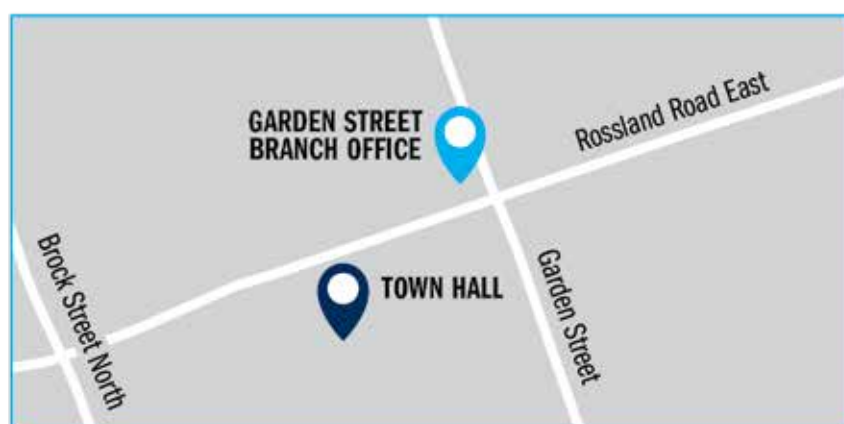 GARDEN STREET
BRANCH OFFICE
Rossland Road East
Brock Street North
TOWN HALL
Garden Street